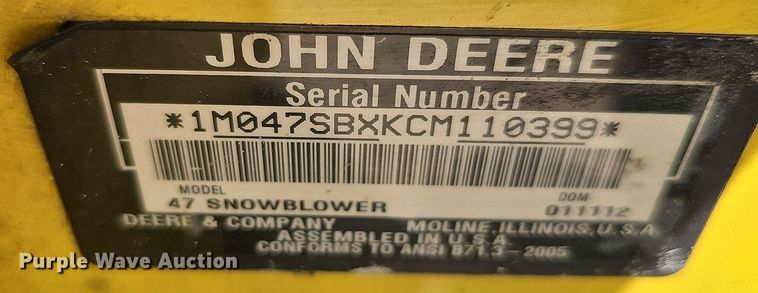 JOHN DEERE
Serial Number
*1M047SBXKCM110399*
MODEL DOM
47 SNOWBLOWER 011112
DEERE & COMPANY MOLINE, ILLINOIS, U.S.A.
ASSEMBLED IN U.S.A.
CONFORMS TO ANSI B71.3-2005
Purple Wave Auction